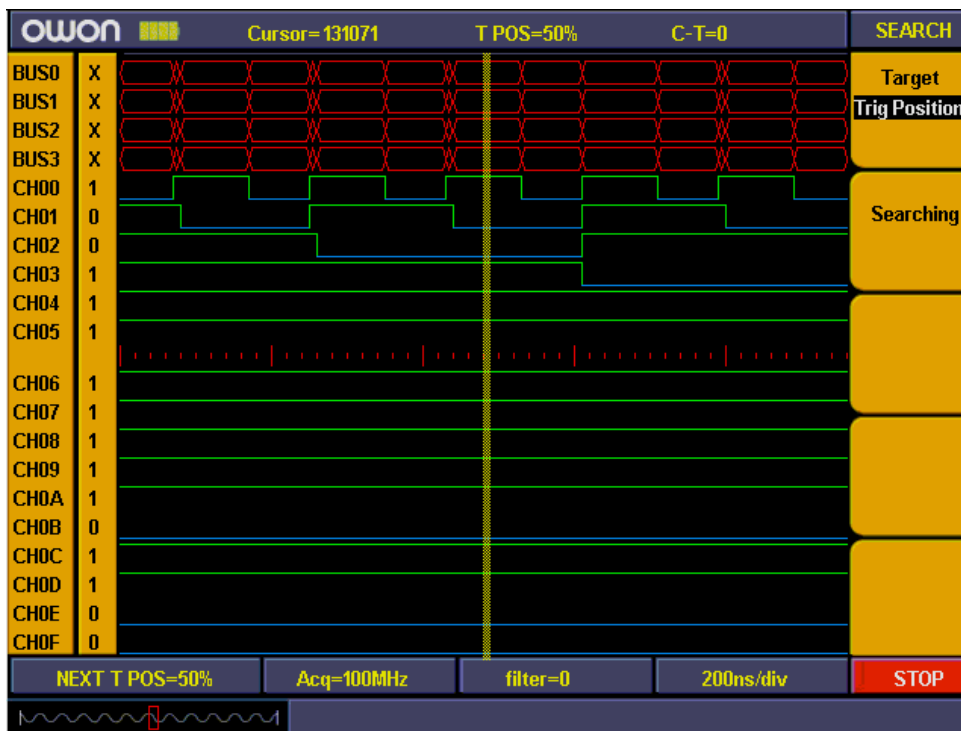 owon Cursor=131071 T POS=50% C-T=0 SEARCH
BUS0 X
BUS1 X
BUS2 X
BUS3 X
CH00 1
CH01 0
CH02 0
CH03 1
CH04 1
CH05 1
CH06 1
CH07 1
CH08 1
CH09 1
CH0A 1
CH0B 0
CH0C 1
CH0D 1
CH0E 0
CH0F 0
Target
Trig Position
Searching
NEXT T POS=50% Acq=100MHz filter=0 200ns/div STOP